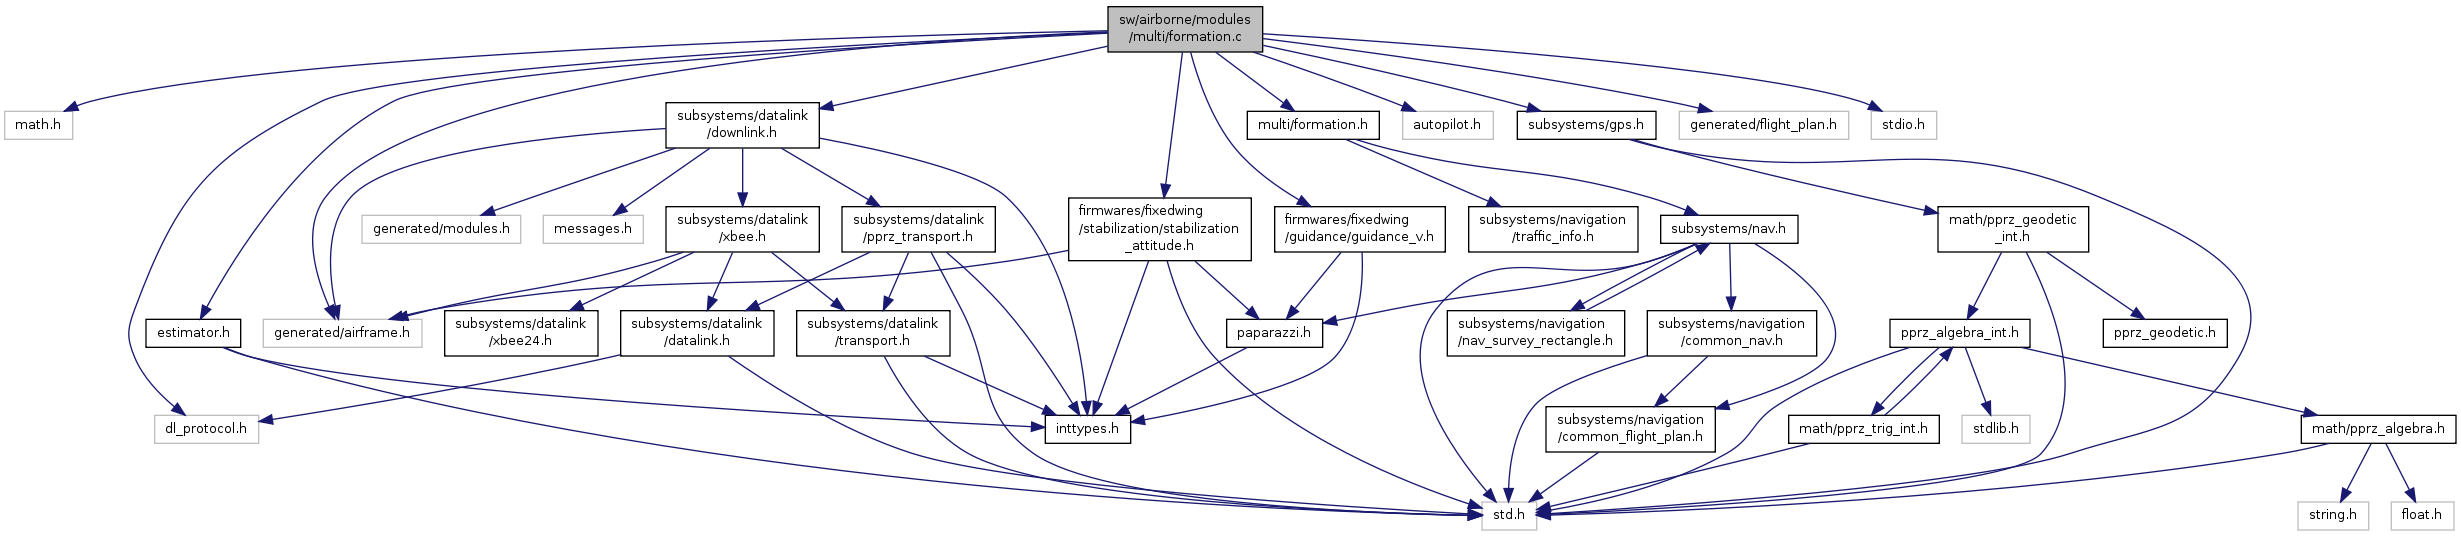 sw/airborne/modules
/multi/formation.c
math.h
subsystems/datalink
/downlink.h
multi/formation.h
autopilot.h
subsystems/gps.h
generated/flight_plan.h
stdio.h
generated/modules.h
messages.h
subsystems/datalink
/xbee.h
subsystems/datalink
/pprz_transport.h
firmwares/fixedwing
/stabilization/stabilization
_attitude.h
firmwares/fixedwing
/guidance/guidance_v.h
subsystems/navigation
/traffic_info.h
subsystems/nav.h
math/pprz_geodetic
_int.h
estimator.h
generated/airframe.h
subsystems/datalink
/xbee24.h
subsystems/datalink
/datalink.h
subsystems/datalink
/transport.h
paparazzi.h
subsystems/navigation
/nav_survey_rectangle.h
subsystems/navigation
/common_nav.h
pprz_algebra_int.h
pprz_geodetic.h
dl_protocol.h
inttypes.h
subsystems/navigation
/common_flight_plan.h
math/pprz_trig_int.h
stdlib.h
math/pprz_algebra.h
std.h
string.h
float.h